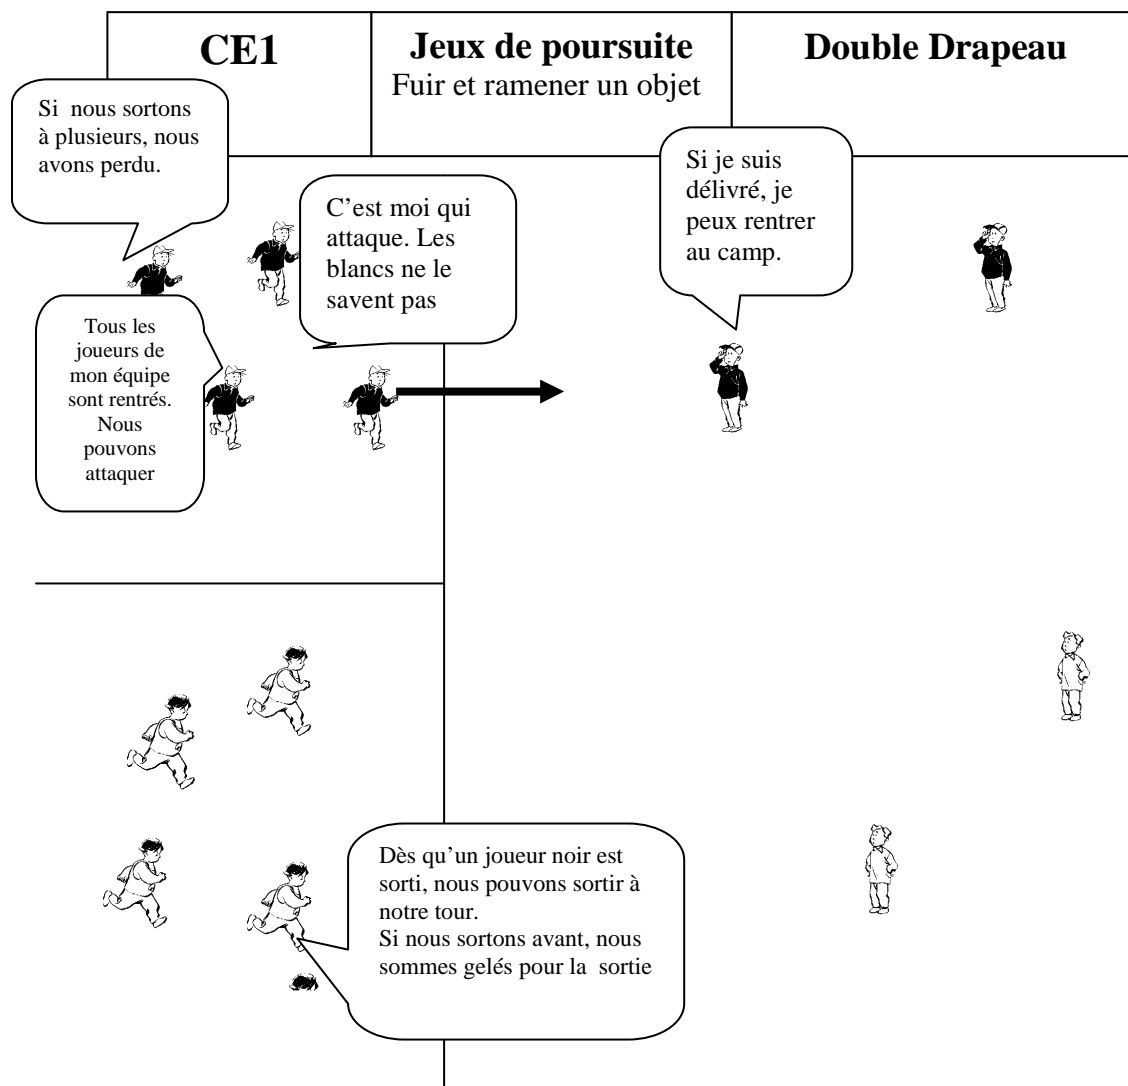 CE1
Jeux de poursuite
Fuir et ramener un objet
Double Drapeau
Si nous sortons
à plusieurs, nous
avons perdu.
C’est moi qui
attaque. Les
blancs ne le
savent pas
Si je suis
délivré, je
peux rentrer
au camp.
Tous les
joueurs de
mon équipe
sont rentrés.
Nous
pouvons
attaquer
Dès qu’un joueur noir est
sorti, nous pouvons sortir à
notre tour.
Si nous sortons avant, nous
sommes gelés pour la sortie